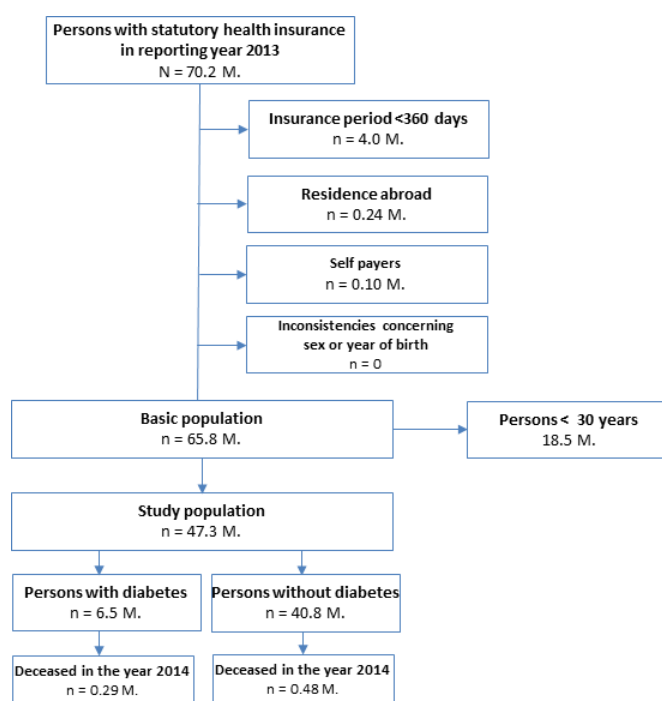 Persons with statutory health insurance
in reporting year 2013
N = 70.2 M.
Insurance period <360 days
n = 4.0 M.
Residence abroad
n = 0.24 M.
Self payers
n = 0.10 M.
Inconsistencies concerning
sex or year of birth
n = 0
Basic population
n = 65.8 M.
Persons < 30 years
18.5 M.
Study population
n = 47.3 M.
Persons with diabetes
n = 6.5 M.
Persons without diabetes
n = 40.8 M.
Deceased in the year 2014
n = 0.29 M.
Deceased in the year 2014
n = 0.48 M.